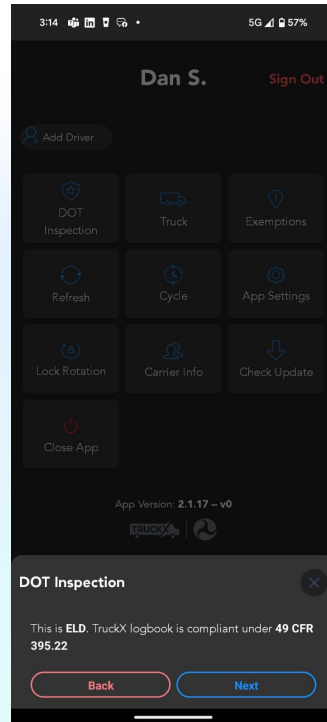 3:14
5G 57%
Dan S.
Sign Out
Add Driver
DOT
Inspection
Truck
Exemptions
Refresh
Cycle
App Settings
Lock Rotation
Carrier Info
Check Update
Close App
App Version: 2.1.17 – v0
TRUCKX
DOT Inspection
This is ELD. TruckX logbook is compliant under 49 CFR
395.22
Back
Next